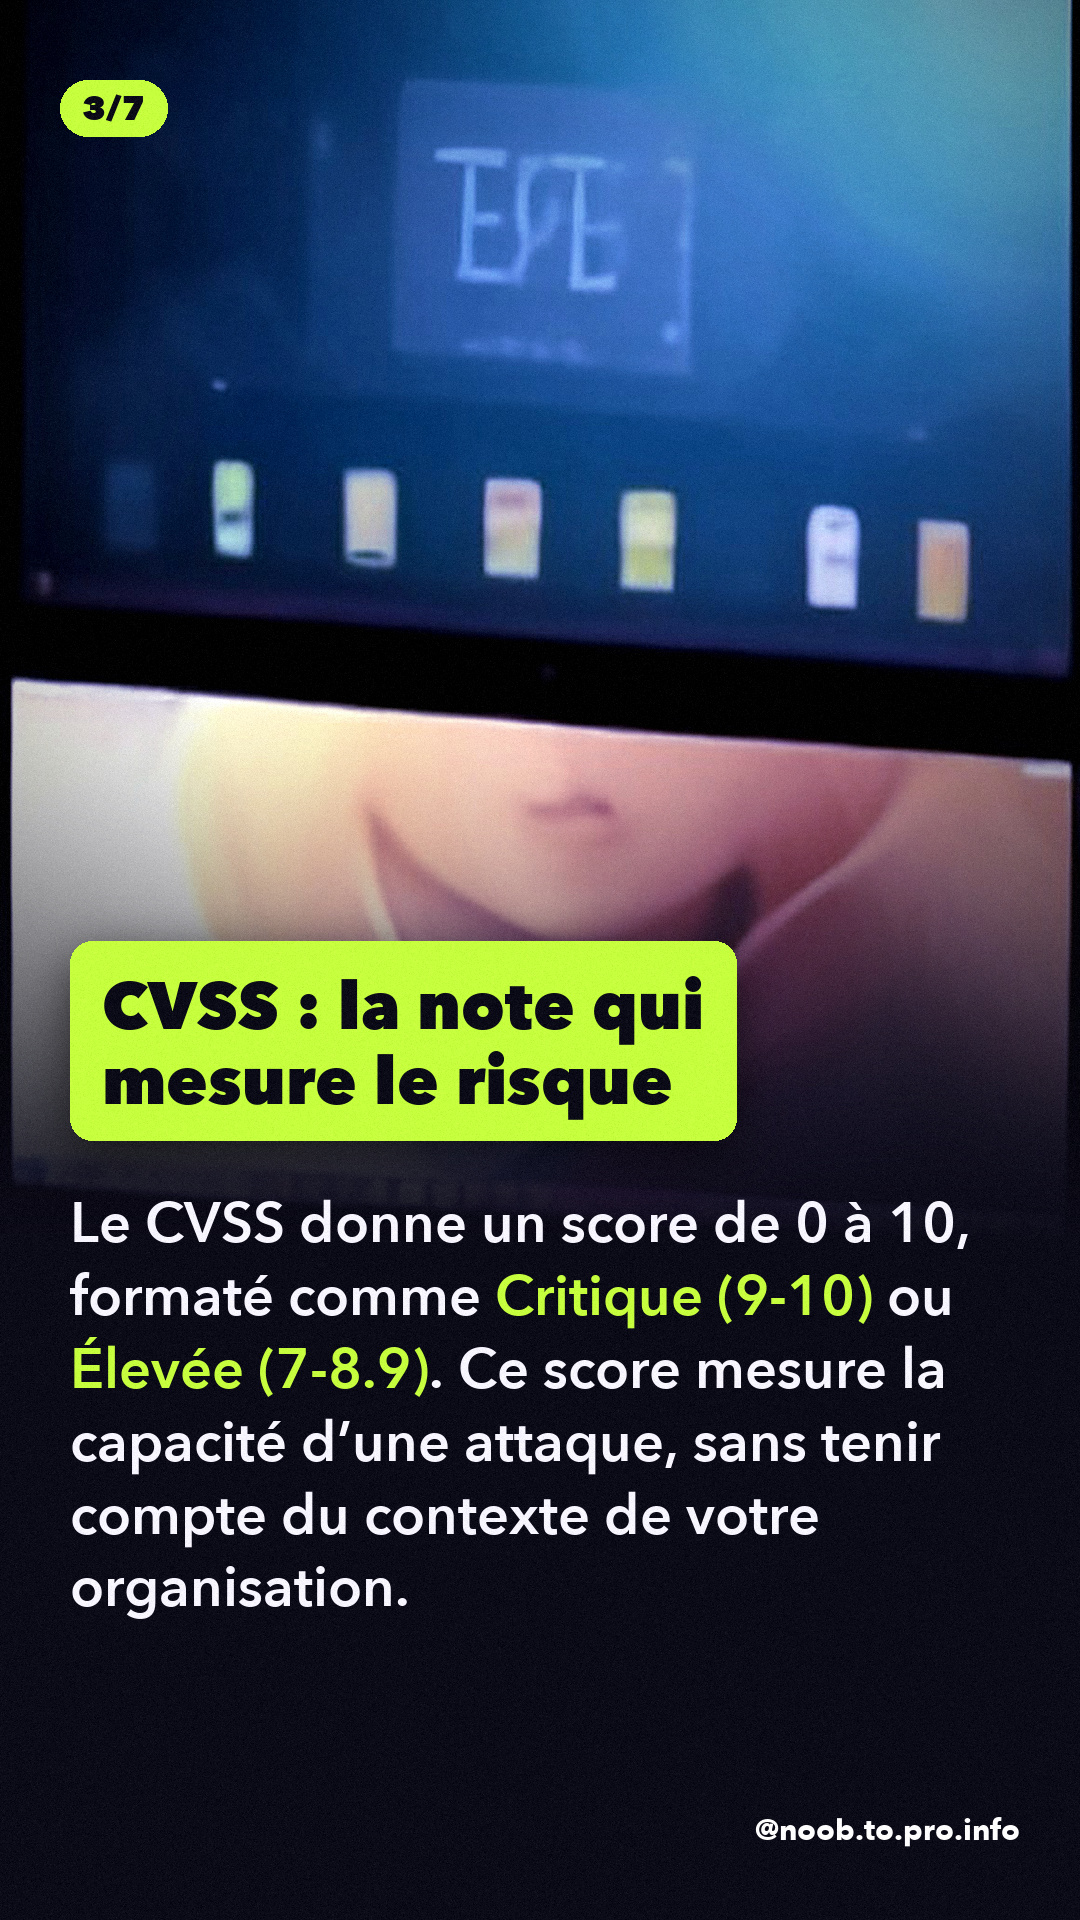 3/7
CVSS : la note qui
mesure le risque
Le CVSS donne un score de 0 à 10,
formaté comme Critique (9-10) ou
Élevée (7-8.9). Ce score mesure la
capacité d’une attaque, sans tenir
compte du contexte de votre
organisation.
@noob.to.pro.info